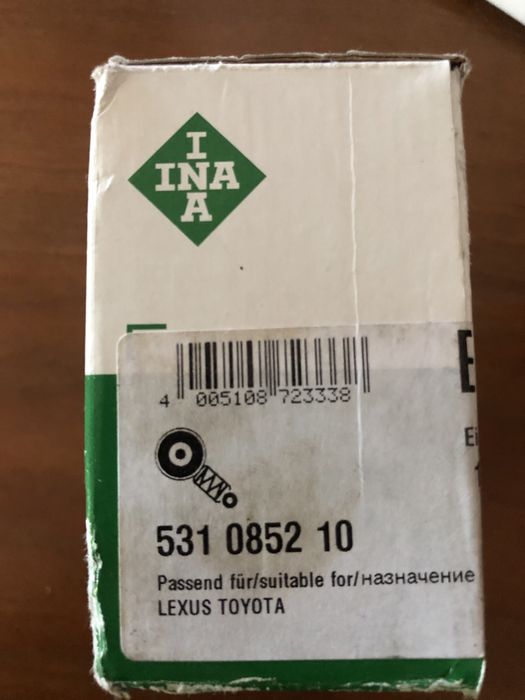 I
INA
A
4 005108 723338
531 0852 10
Passend für/suitable for/назначение
LEXUS TOYOTA